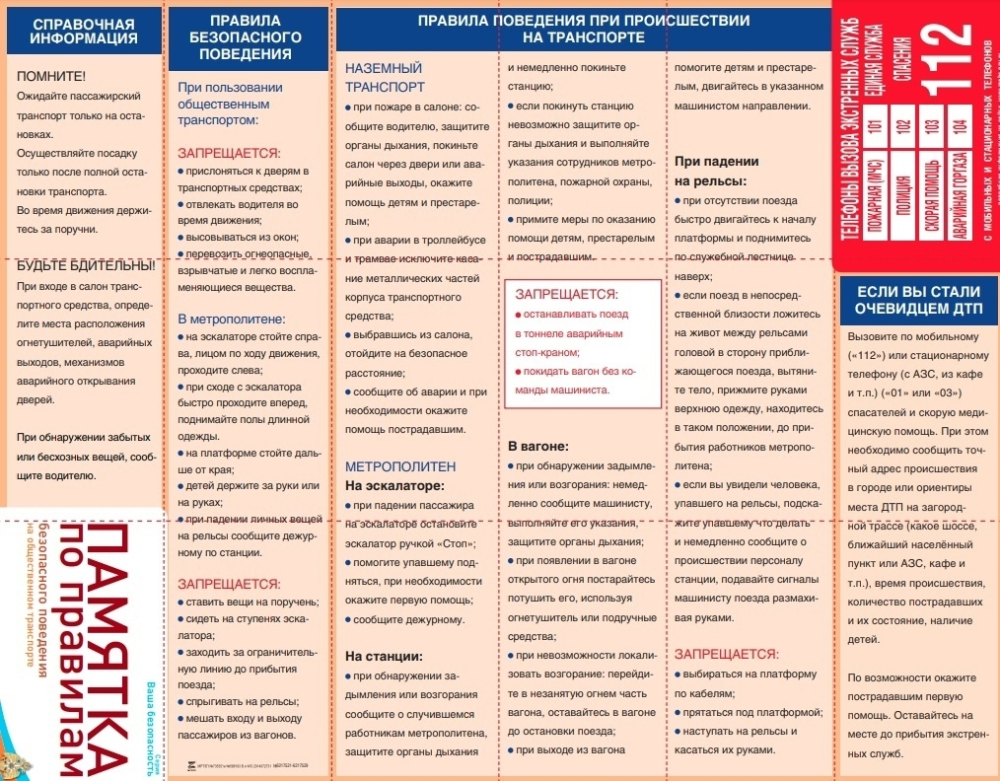 СПРАВОЧНАЯ
ИНФОРМАЦИЯ
ПОМНИТЕ!
Ожидайте пассажирский
транспорт только на оста-
новках.
Осуществляйте посадку
только после полной оста-
новки транспорта.
Во время движения держи-
тесь за поручни.
БУДЬТЕ БДИТЕЛЬНЫ!
При входе в салон транс-
портного средства, опреде-
лите места расположения
огнетушителей, аварийных
выходов, механизмов
аварийного открывания
дверей.
При обнаружении забытых
или бесхозных вещей, сооб-
щите водителю.
ПАМЯТКА
по правилам
безопасного поведения
на общественном транспорте
Серия
Ваша безопасность
ПРАВИЛА
БЕЗОПАСНОГО
ПОВЕДЕНИЯ
При пользовании
общественным
транспортом:
ЗАПРЕЩАЕТСЯ:
● прислоняться к дверям в
транспортных средствах;
● отвлекать водителя во
время движения;
● высовываться из окон;
● перевозить огнеопасные,
взрывчатые и легко воспла-
меняющиеся вещества.
В метрополитене:
● на эскалаторе стойте спра-
ва, лицом по ходу движения,
проходите слева;
● при сходе с эскалатора
быстро проходите вперед,
поднимайте полы длинной
одежды.
● на платформе стойте даль-
ше от края;
● детей держите за руки или
на руках;
● при падении личных вещей
на рельсы сообщите дежур-
ному по станции.
ЗАПРЕЩАЕТСЯ:
● ставить вещи на поручень;
● сидеть на ступенях эска-
латора;
● заходить за ограничитель-
ную линию до прибытия
поезда;
● спрыгивать на рельсы;
● мешать входу и выходу
пассажиров из вагонов.
ПРАВИЛА ПОВЕДЕНИЯ ПРИ ПРОИСШЕСТВИИ
НА ТРАНСПОРТЕ
НАЗЕМНЫЙ
ТРАНСПОРТ
● при пожаре в салоне: со-
общите водителю, защитите
органы дыхания, покиньте
салон через двери или ава-
рийные выходы, окажите
помощь детям и престаре-
лым;
● при аварии в троллейбусе
и трамвае исключите каса-
ние металлических частей
корпуса транспортного
средства;
● выбравшись из салона,
отойдите на безопасное
расстояние;
● сообщите об аварии и при
необходимости окажите
помощь пострадавшим.
МЕТРОПОЛИТЕН
На эскалаторе:
● при падении пассажира
на эскалаторе остановите
эскалатор ручкой «Стоп»;
● помогите упавшему под-
няться, при необходимости
окажите первую помощь;
● сообщите дежурному.
На станции:
● при обнаружении за-
дымления или возгорания
сообщите о случившемся
работникам метрополитена,
защитите органы дыхания
и немедленно покиньте
станцию;
● если покинуть станцию
невозможно защитите ор-
ганы дыхания и выполняйте
указания сотрудников метро-
политена, пожарной охраны,
полиции;
● примите меры по оказанию
помощи детям, престарелым
и пострадавшим.
ЗАПРЕЩАЕТСЯ:
● останавливать поезд
в тоннеле аварийным
стоп-краном;
● покидать вагон без ко-
манды машиниста.
В вагоне:
● при обнаружении задымле-
ния или возгорания: немед-
ленно сообщите машинисту,
выполняйте его указания,
защитите органы дыхания;
● при появлении в вагоне
открытого огня постарайтесь
потушить его, используя
огнетушитель или подручные
средства;
● при невозможности локали-
зовать возгорание: перейди-
те в незанятую огнем часть
вагона, оставайтесь в вагоне
до остановки поезда;
● при выходе из вагона
помогите детям и престаре-
лым, двигайтесь в указанном
машинистом направлении.
При падении
на рельсы:
● при отсутствии поезда
быстро двигайтесь к началу
платформы и поднимитесь
по служебной лестнице
наверх;
● если поезд в непосред-
ственной близости ложитесь
на живот между рельсами
головой в сторону прибли-
жающегося поезда, вытяни-
те тело, прижмите руками
верхнюю одежду, находитесь
в таком положении, до при-
бытия работников метропо-
литена;
● если вы увидели человека,
упавшего на рельсы, подска-
жите упавшему что делать
и немедленно сообщите о
происшествии персоналу
станции, подавайте сигналы
машинисту поезда размахи-
вая руками.
ЗАПРЕЩАЕТСЯ:
● выбираться на платформу
по кабелям;
● прятаться под платформой;
● наступать на рельсы и
касаться их руками.
ТЕЛЕФОНЫ ВЫЗОВА ЭКСТРЕННЫХ СЛУЖБ
ПОЖАРНАЯ (МЧС) 101
ПОЛИЦИЯ 102
СКОРАЯ ПОМОЩЬ 103
АВАРИЙНАЯ ГОРГАЗА 104
ЕДИНАЯ СЛУЖБА
СПАСЕНИЯ
112
С МОБИЛЬНЫХ И СТАЦИОНАРНЫХ ТЕЛЕФОНОВ
ЕСЛИ ВЫ СТАЛИ
ОЧЕВИДЦЕМ ДТП
Вызовите по мобильному
(«112») или стационарному
телефону (с АЗС, из кафе
и т.п.) («01» или «03»)
спасателей и скорую меди-
цинскую помощь. При этом
необходимо сообщить точ-
ный адрес происшествия
в городе или ориентиры
места ДТП на загород-
ной трассе (какое шоссе,
ближайший населённый
пункт или АЗС, кафе и
т.п.), время происшествия,
количество пострадавших
и их состояние, наличие
детей.
По возможности окажите
пострадавшим первую
помощь. Оставайтесь на
месте до прибытия экстрен-
ных служб.